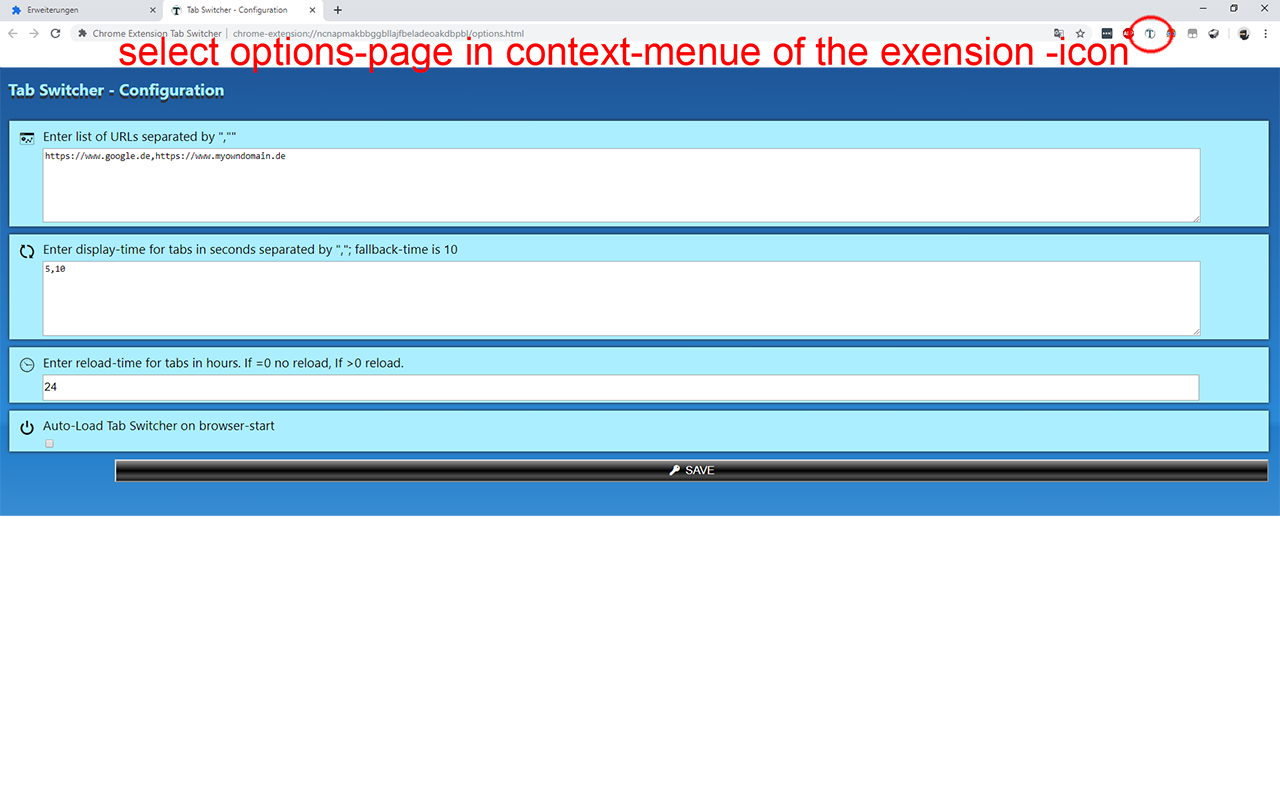 Erweiterungen
Tab Switcher - Configuration
Chrome Extension Tab Switcher | chrome-extension://ncnapmakbbggbllajfbeladeoakdbpbl/options.html
select options-page in context-menue of the exension -icon
Tab Switcher - Configuration
Enter list of URLs separated by ",""
https://www.google.de,https://www.myowndomain.de
Enter display-time for tabs in seconds separated by ","; fallback-time is 10
5,10
Enter reload-time for tabs in hours. If =0 no reload, If >0 reload.
24
Auto-Load Tab Switcher on browser-start
SAVE